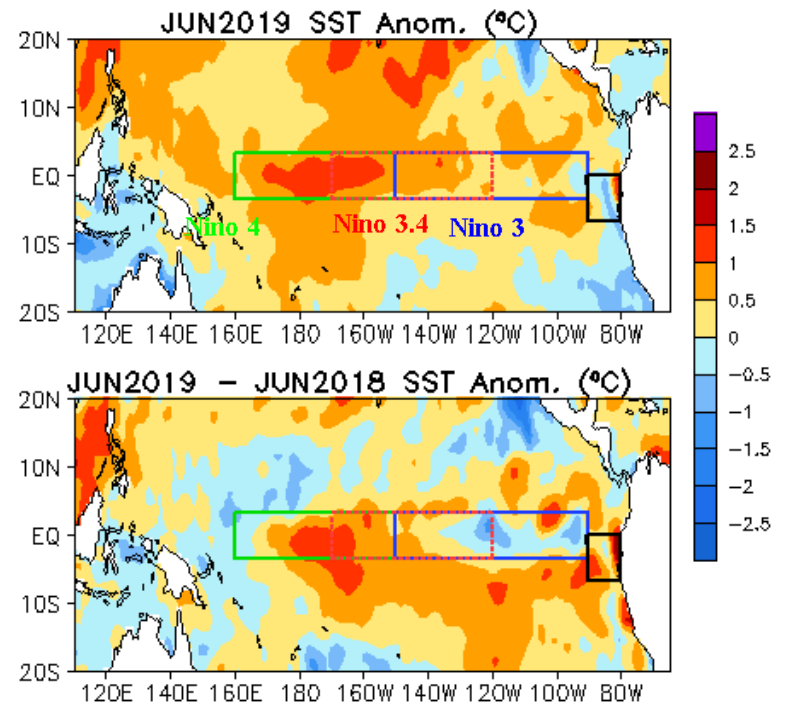 JUN2019 SST Anom. (ºC)
20N
10N
EQ
10S
20S
Nino 4
Nino 3.4
Nino 3
120E 140E 160E 180 160W 140W 120W 100W 80W
JUN2019 - JUN2018 SST Anom. (ºC)
20N
10N
EQ
10S
20S
120E 140E 160E 180 160W 140W 120W 100W 80W
2.5
2
1.5
1
0.5
0
-0.5
-1
-1.5
-2
-2.5